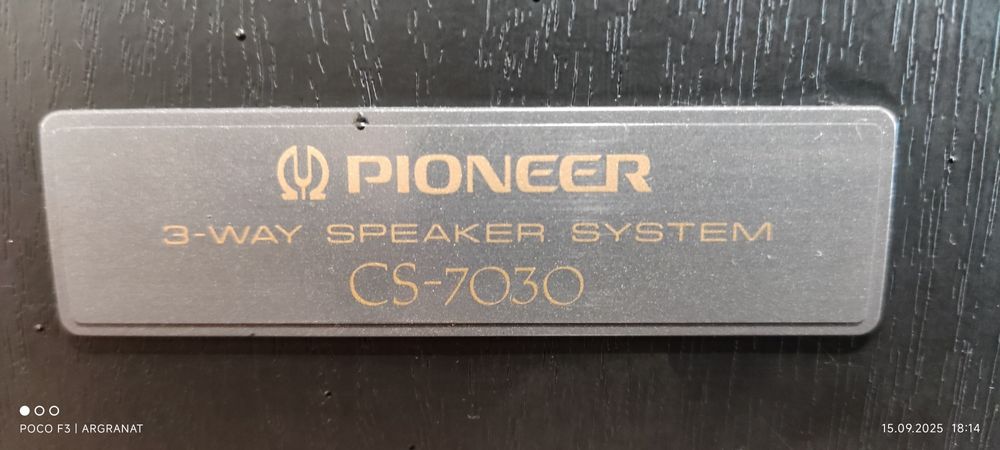 PIONEER
3-WAY SPEAKER SYSTEM
CS-7030
POCO F3 | ARGRANAT
15.09.2025 18:14